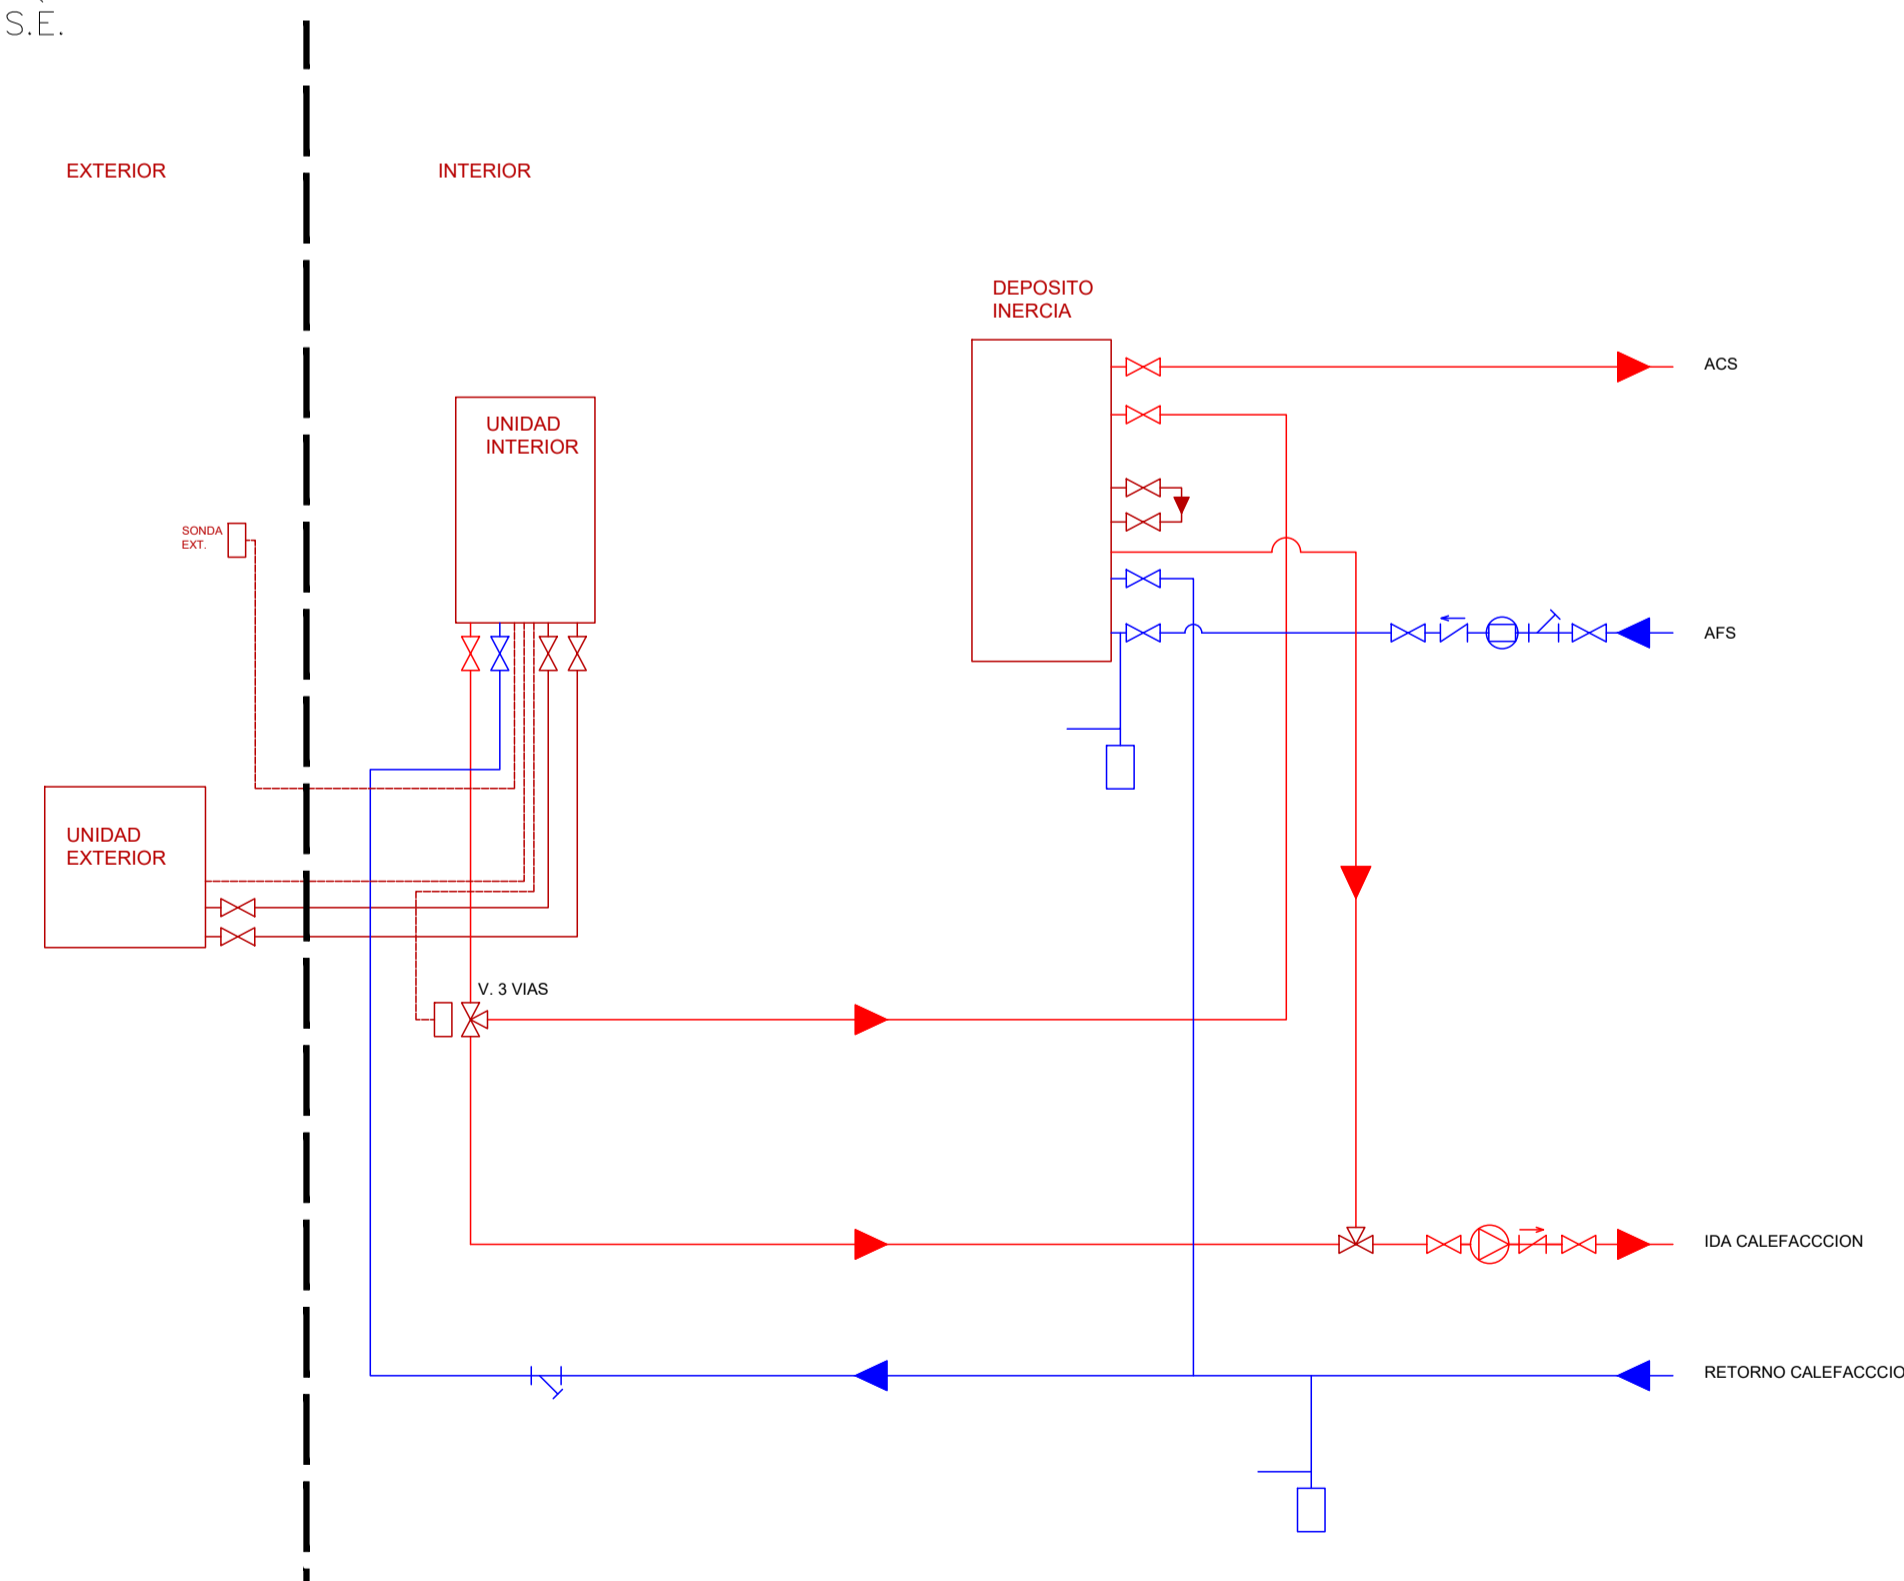 S.E.
EXTERIOR
INTERIOR
DEPOSITO
INERCIA
ACS
UNIDAD
INTERIOR
SONDA
EXT.
AFS
UNIDAD
EXTERIOR
V. 3 VIAS
IDA CALEFACCCION
RETORNO CALEFACCCIO